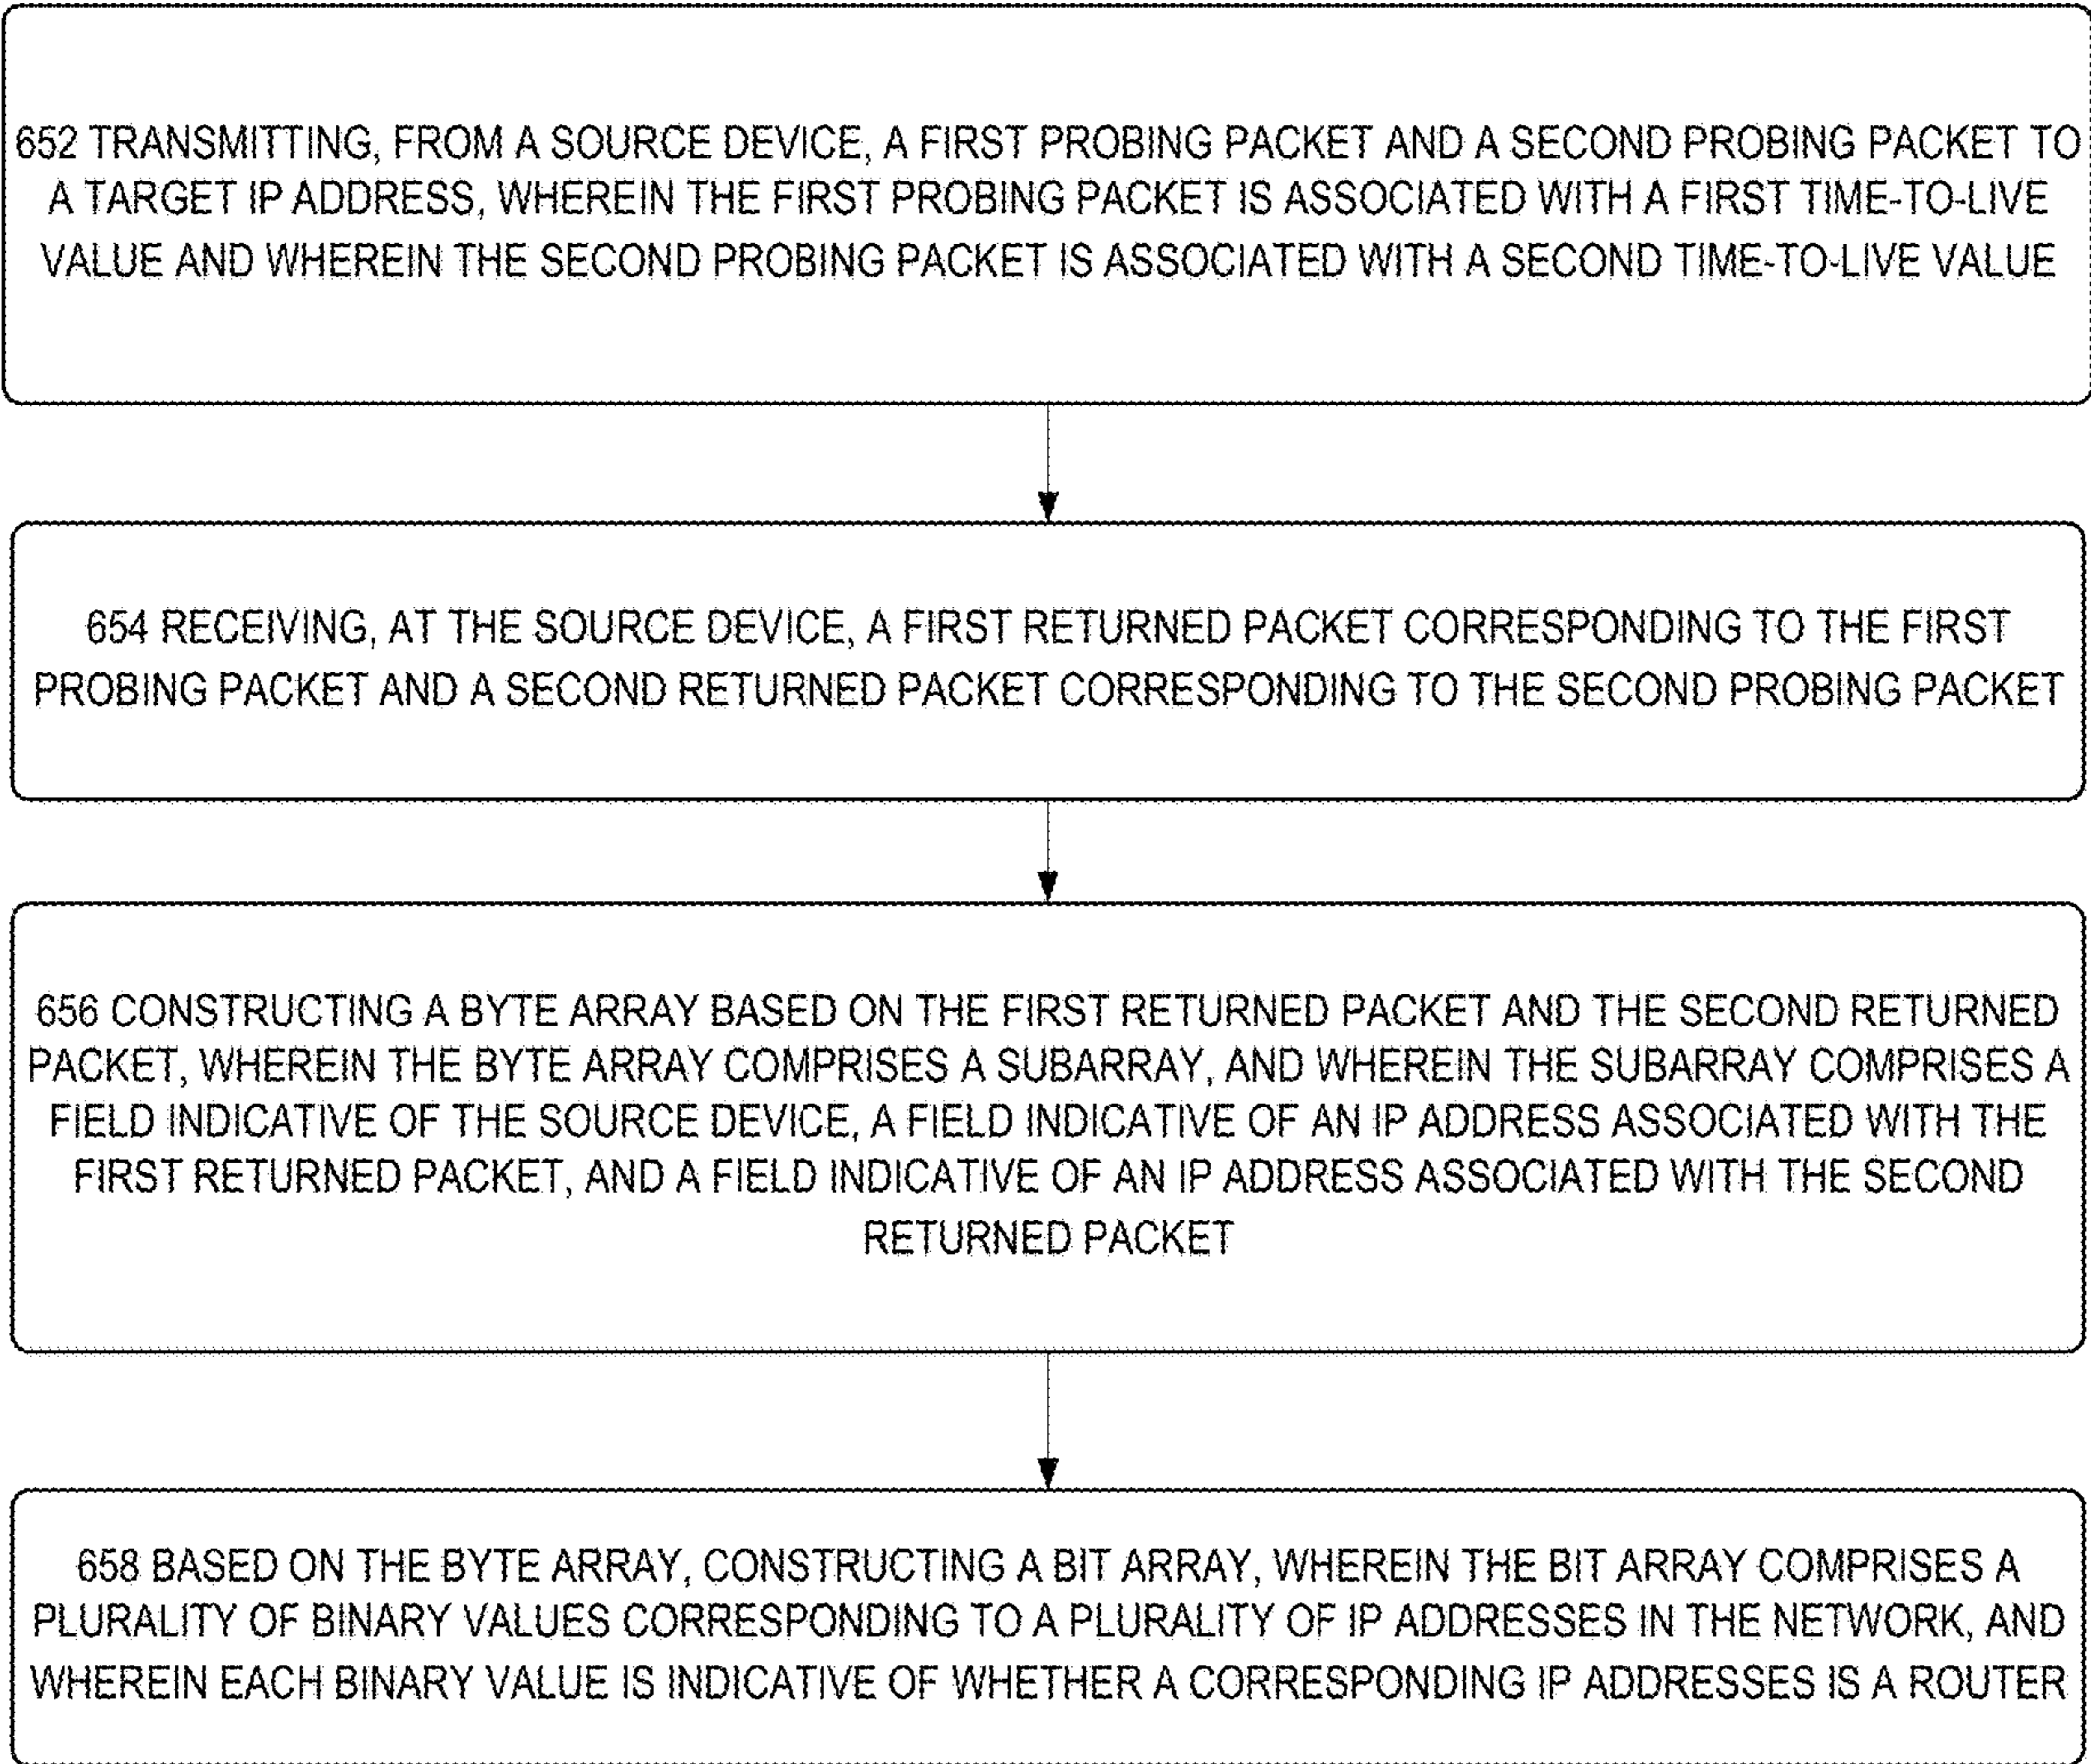 652 TRANSMITTING, FROM A SOURCE DEVICE, A FIRST PROBING PACKET AND A SECOND PROBING PACKET TO
A TARGET IP ADDRESS, WHEREIN THE FIRST PROBING PACKET IS ASSOCIATED WITH A FIRST TIME-TO-LIVE
VALUE AND WHEREIN THE SECOND PROBING PACKET IS ASSOCIATED WITH A SECOND TIME-TO-LIVE VALUE
654 RECEIVING, AT THE SOURCE DEVICE, A FIRST RETURNED PACKET CORRESPONDING TO THE FIRST
PROBING PACKET AND A SECOND RETURNED PACKET CORRESPONDING TO THE SECOND PROBING PACKET
656 CONSTRUCTING A BYTE ARRAY BASED ON THE FIRST RETURNED PACKET AND THE SECOND RETURNED
PACKET, WHEREIN THE BYTE ARRAY COMPRISES A SUBARRAY, AND WHEREIN THE SUBARRAY COMPRISES A
FIELD INDICATIVE OF THE SOURCE DEVICE, A FIELD INDICATIVE OF AN IP ADDRESS ASSOCIATED WITH THE
FIRST RETURNED PACKET, AND A FIELD INDICATIVE OF AN IP ADDRESS ASSOCIATED WITH THE SECOND
RETURNED PACKET
658 BASED ON THE BYTE ARRAY, CONSTRUCTING A BIT ARRAY, WHEREIN THE BIT ARRAY COMPRISES A
PLURALITY OF BINARY VALUES CORRESPONDING TO A PLURALITY OF IP ADDRESSES IN THE NETWORK, AND
WHEREIN EACH BINARY VALUE IS INDICATIVE OF WHETHER A CORRESPONDING IP ADDRESSES IS A ROUTER